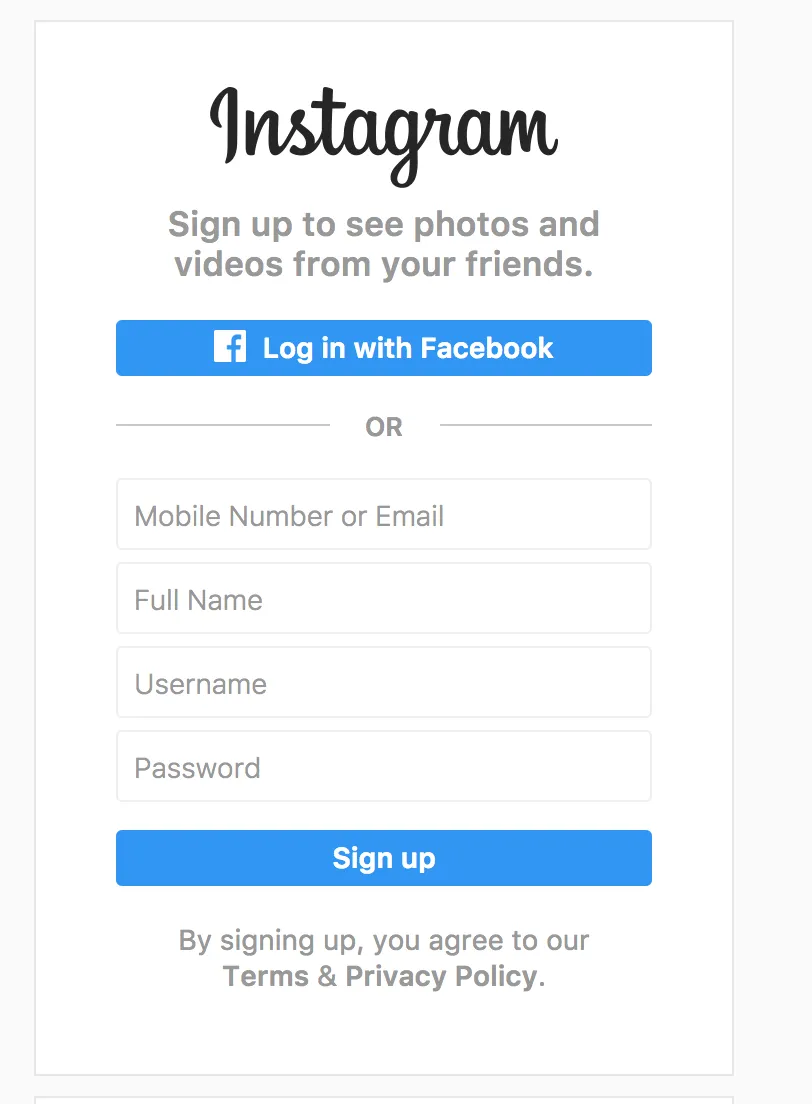 Instagram
Sign up to see photos and
videos from your friends.
Log in with Facebook
OR
Mobile Number or Email
Full Name
Username
Password
Sign up
By signing up, you agree to our
Terms & Privacy Policy.